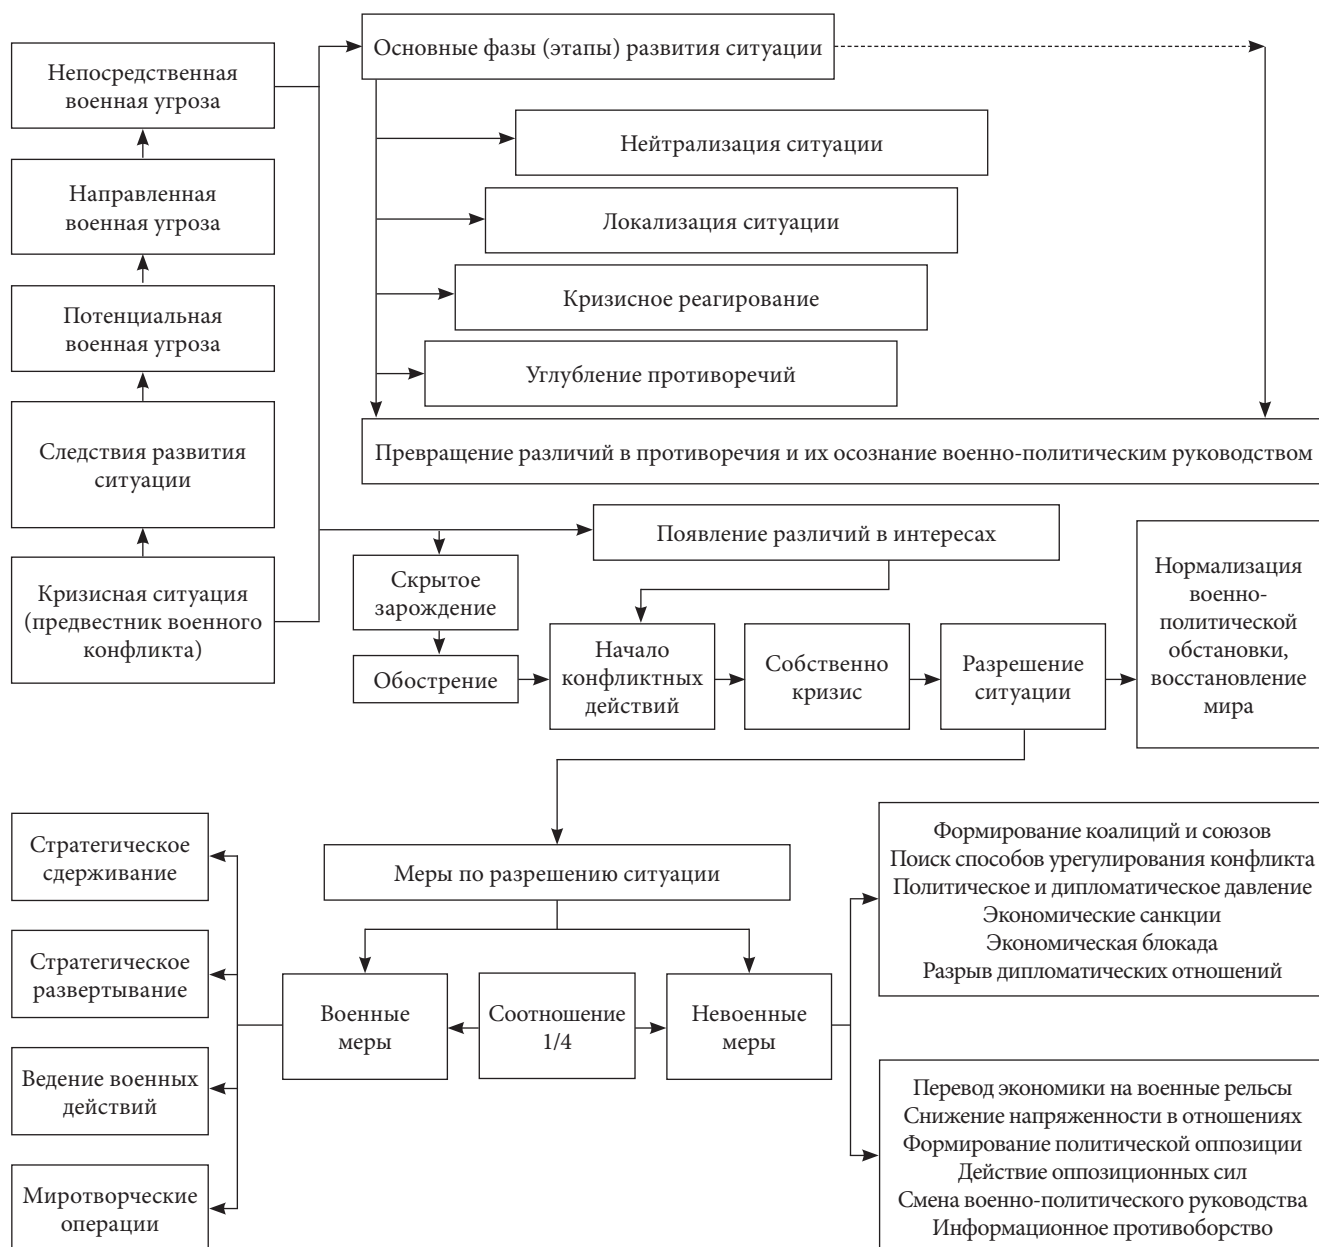 Основные фазы (этапы) развития ситуации
Непосредственная
военная угроза
Нейтрализация ситуации
Направленная
военная угроза
Локализация ситуации
Кризисное реагирование
Потенциальная
военная угроза
Углубление противоречий
Следствия развития
ситуации
Превращение различий в противоречия и их осознание военно-политическим руководством
Появление различий в интересах
Кризисная ситуация
(предвестник военного
конфликта)
Скрытое
зарождение
Обострение
Начало
конфликтных
действий
Собственно
кризис
Разрешение
ситуации
Нормализация
военно-
политической
обстановки,
восстановление
мира
Меры по разрешению ситуации
Стратегическое
сдерживание
Стратегическое
развертывание
Ведение военных
действий
Миротворческие
операции
Военные
меры
Соотношение
1/4
Невоенные
меры
Формирование коалиций и союзов
Поиск способов урегулирования конфликта
Политическое и дипломатическое давление
Экономические санкции
Экономическая блокада
Разрыв дипломатических отношений
Перевод экономики на военные рельсы
Снижение напряженности в отношениях
Формирование политической оппозиции
Действие оппозиционных сил
Смена военно-политического руководства
Информационное противоборство